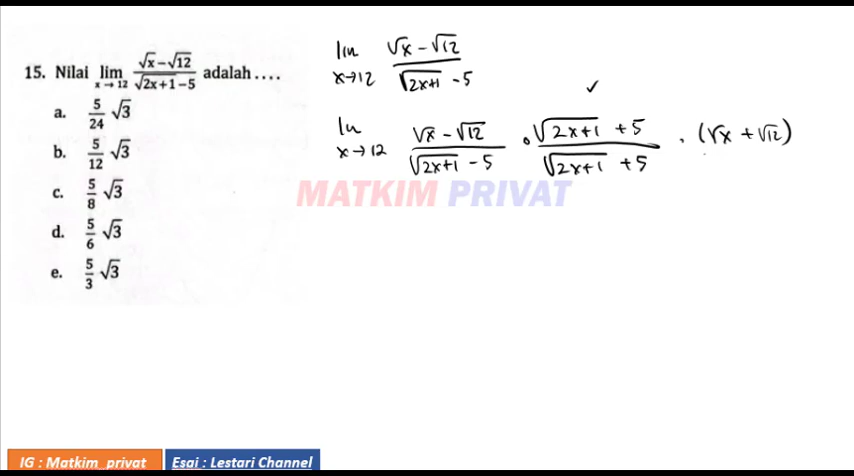 15. Nilai lim x→12 (√x − √12)/(√2x+1 − 5) adalah ....
a. 5/24 √3
b. 5/12 √3
c. 5/8 √3
d. 5/6 √3
e. 5/3 √3
lim x→12 (√x − √12)/(√2x+1 − 5)
✓
lim x→12 (√x − √12)/(√2x+1 − 5) · (√2x+1 + 5)/(√2x+1 + 5) · (√x + √12)
MATKIM PRIVAT
IG : Matkim_privat
Esai : Lestari Channel